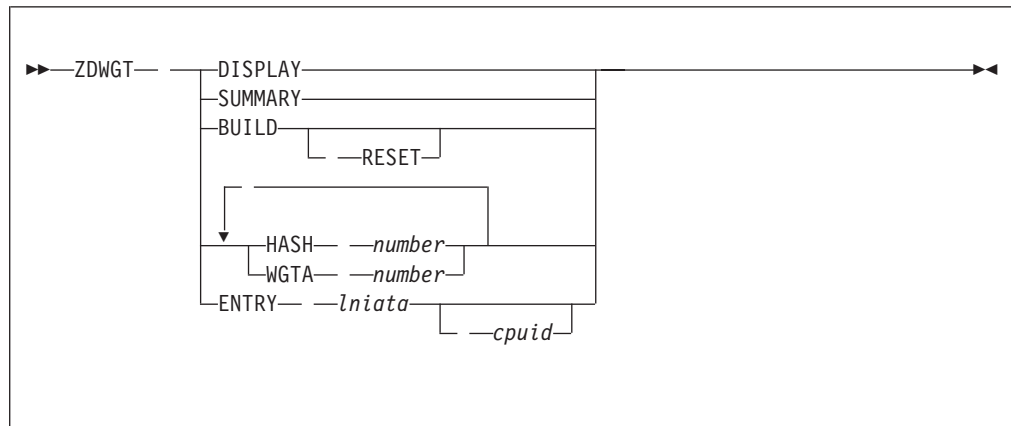 ZDWGT DISPLAY
SUMMARY
BUILD
RESET
HASH number
WGTA number
ENTRY lniata
cpuid